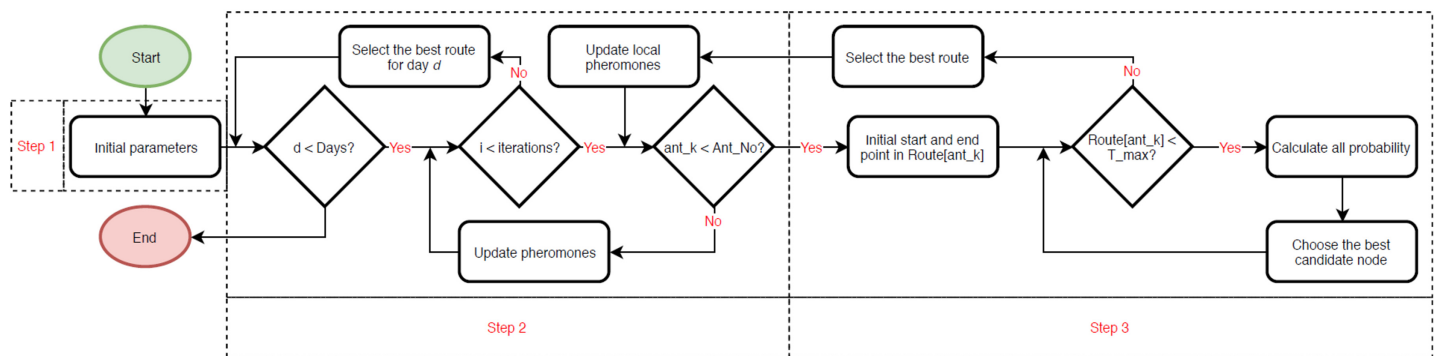 Start
Step 1
Initial parameters
End
Select the best route
for day d
No
d < Days?
Yes
i < iterations?
Yes
Update local
pheromones
ant_k < Ant_No?
No
Update pheromones
Step 2
Yes
Select the best route
No
Initial start and end
point in Route[ant_k]
Route[ant_k] <
T_max?
Yes
Calculate all probability
Choose the best
candidate node
Step 3